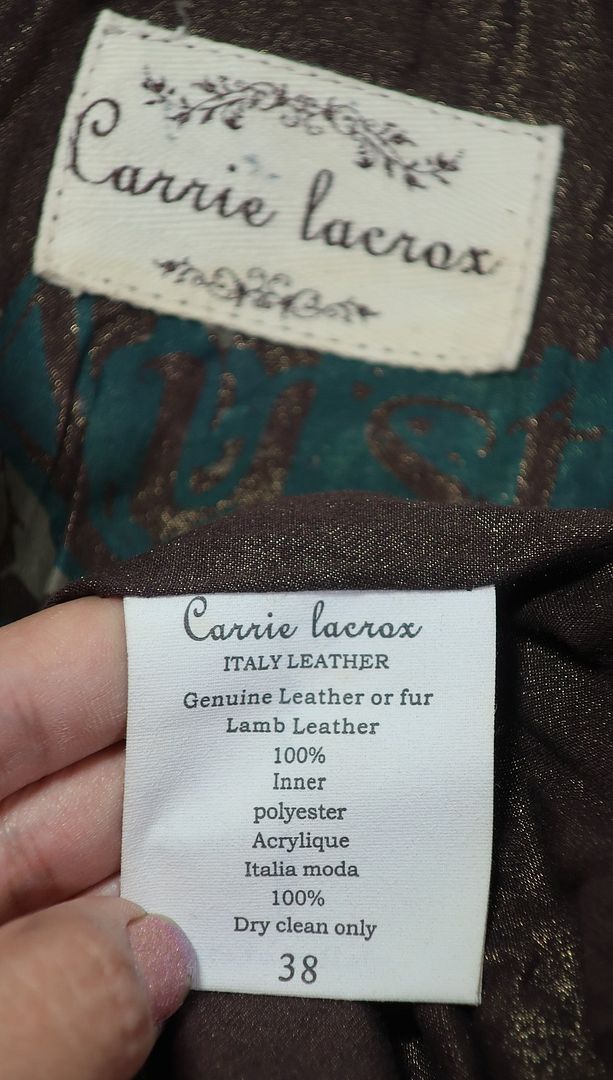 Carrie lacrox
Carrie lacrox
ITALY LEATHER
Genuine Leather or fur
Lamb Leather
100%
Inner
polyester
Acrylique
Italia moda
100%
Dry clean only
38